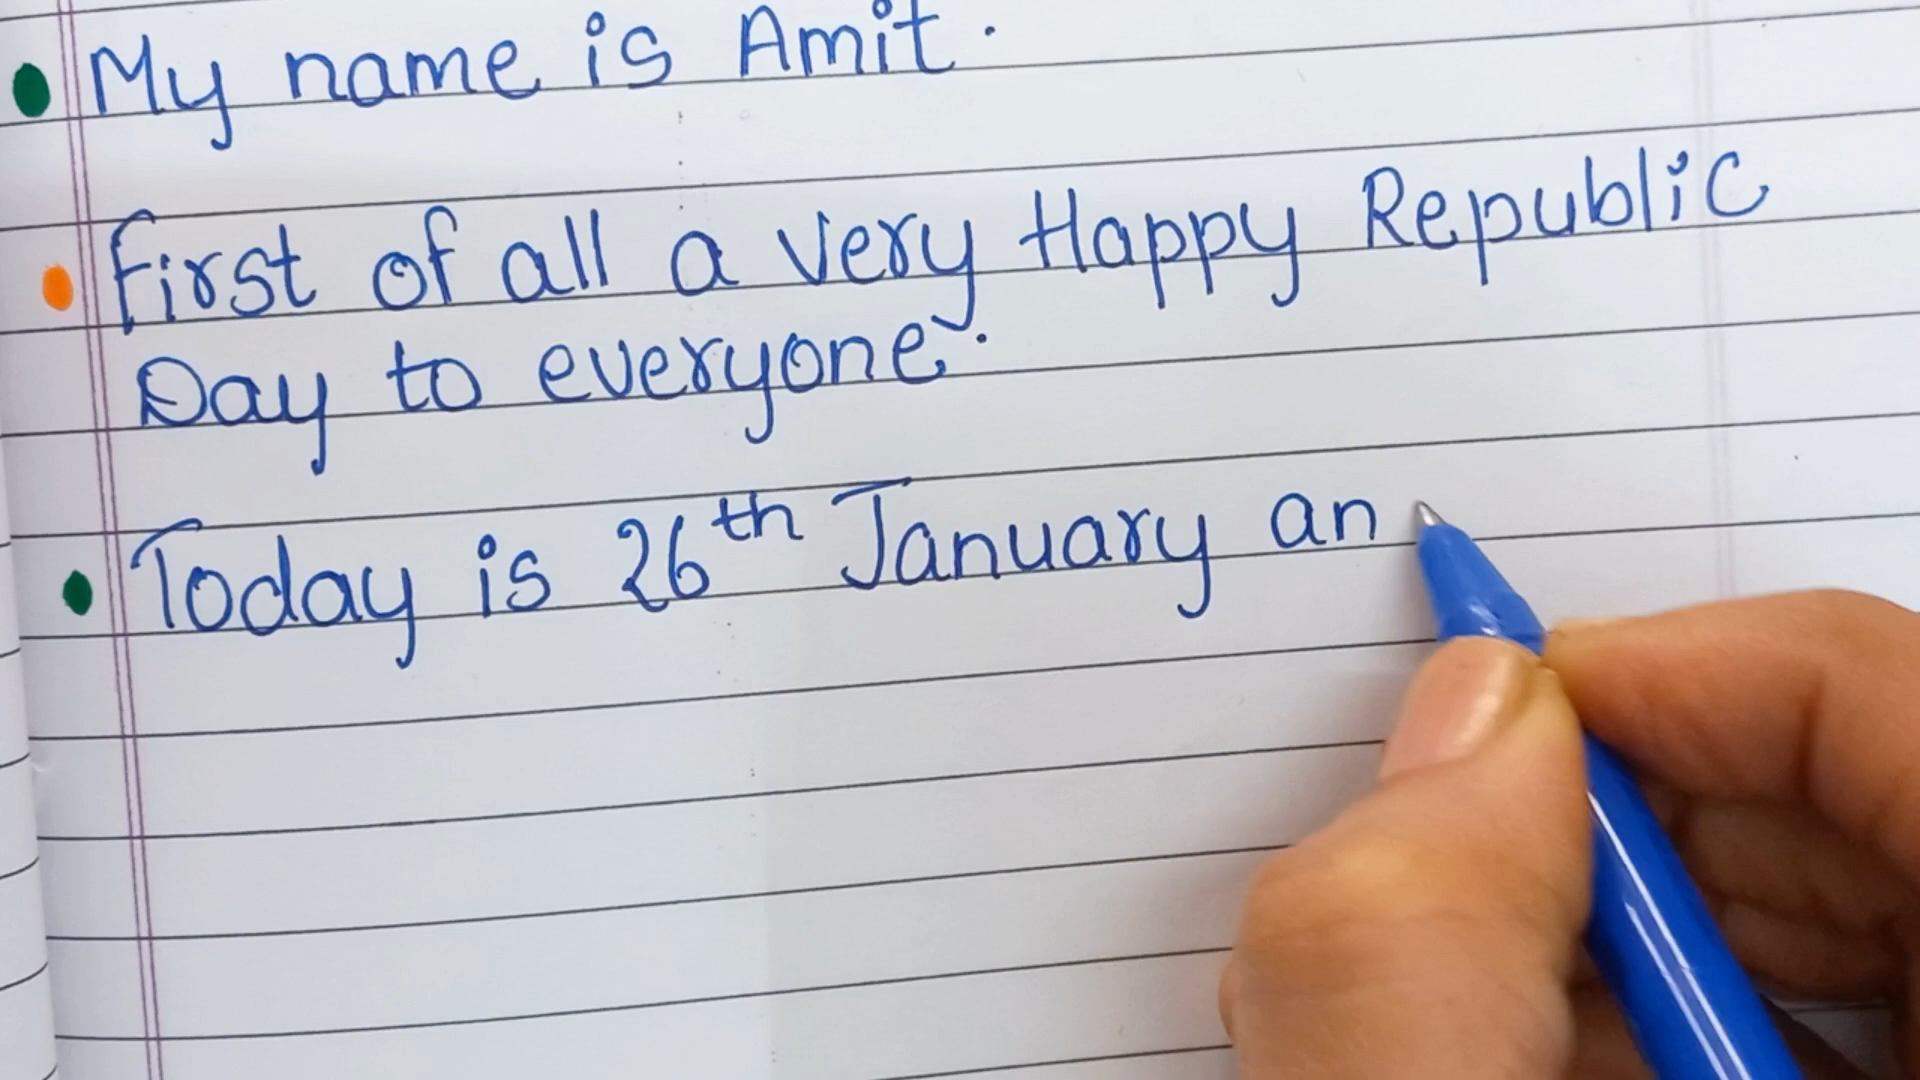 My name is Amit.
First of all a very Happy Republic
Day to everyone.
Today is 26th January an